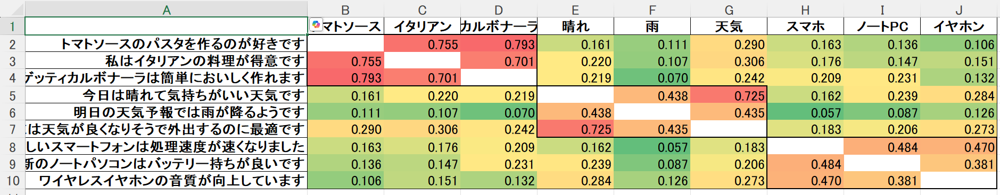 A B C D E F G H I J
1 マトソース イタリアン カルボナーラ 晴れ 雨 天気 スマホ ノートPC イヤホン
2 トマトソースのパスタを作るのが好きです 0.755 0.793 0.161 0.111 0.290 0.163 0.136 0.106
3 私はイタリアンの料理が得意です 0.755 0.701 0.220 0.107 0.306 0.176 0.147 0.151
4 ゲッティカルボナーラは簡単においしく作れます 0.793 0.701 0.219 0.070 0.242 0.209 0.231 0.132
5 今日は晴れて気持ちがいい天気です 0.161 0.220 0.219 0.438 0.725 0.162 0.239 0.284
6 明日の天気予報では雨が降るようです 0.111 0.107 0.070 0.438 0.435 0.057 0.087 0.126
7 は天気が良くなりそうで外出するのに最適です 0.290 0.306 0.242 0.725 0.435 0.183 0.206 0.273
8 しいスマートフォンは処理速度が速くなりました 0.163 0.176 0.209 0.162 0.057 0.183 0.484 0.470
9 新のノートパソコンはバッテリー持ちが良いです 0.136 0.147 0.231 0.239 0.087 0.206 0.484 0.381
10 ワイヤレスイヤホンの音質が向上しています 0.106 0.151 0.132 0.284 0.126 0.273 0.470 0.381